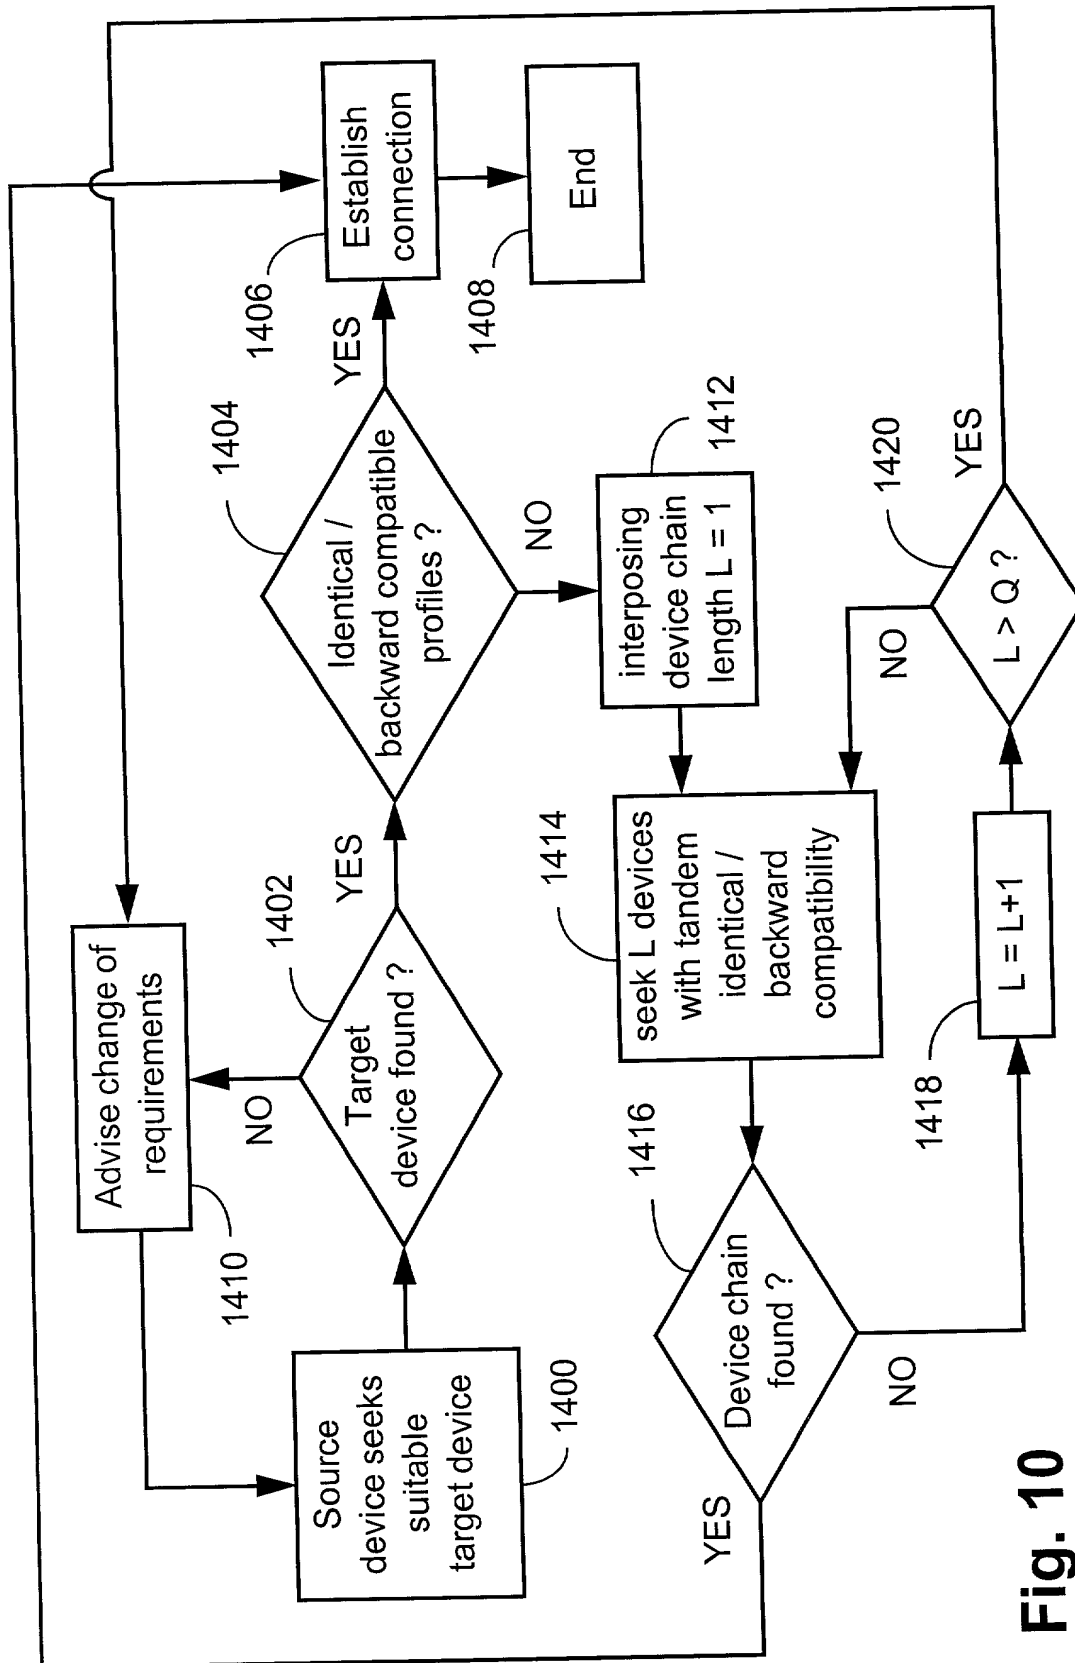 Source
device seeks
suitable
target device
1400
Advise change of
requirements
1410
NO
Target
device found ?
1402
YES
Identical /
backward compatible
profiles ?
1404
YES
Establish
connection
1406
End
1408
NO
interposing
device chain
length L = 1
1412
seek L devices
with tandem
identical /
backward
compatibility
1414
Device chain
found ?
1416
YES
NO
L = L+1
1418
L > Q ?
1420
NO
YES
Fig. 10